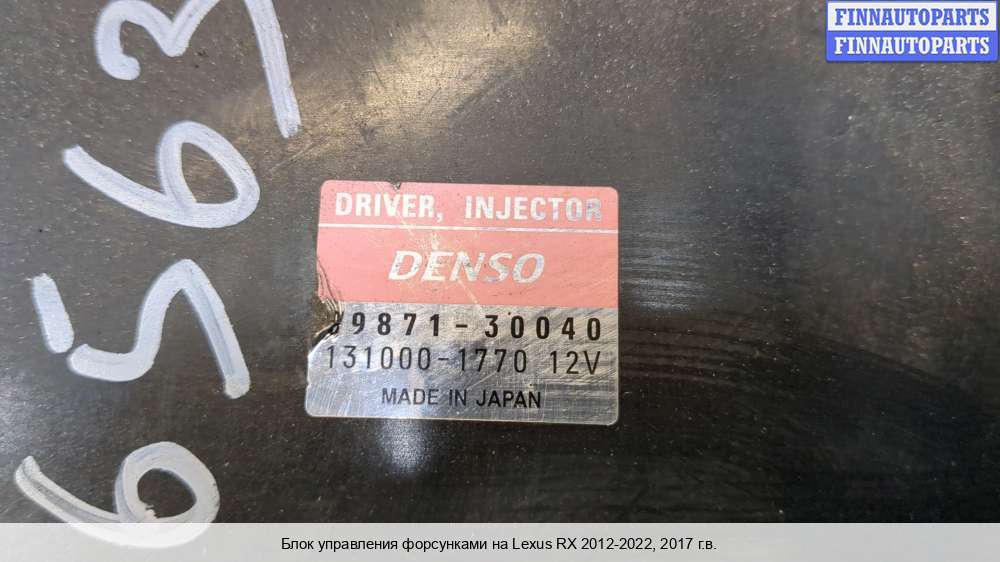 FINNAUTOPARTS
FINNAUTOPARTS
DRIVER, INJECTOR
DENSO
89871-30040
131000-1770 12V
MADE IN JAPAN
Блок управления форсунками на Lexus RX 2012-2022, 2017 г.в.